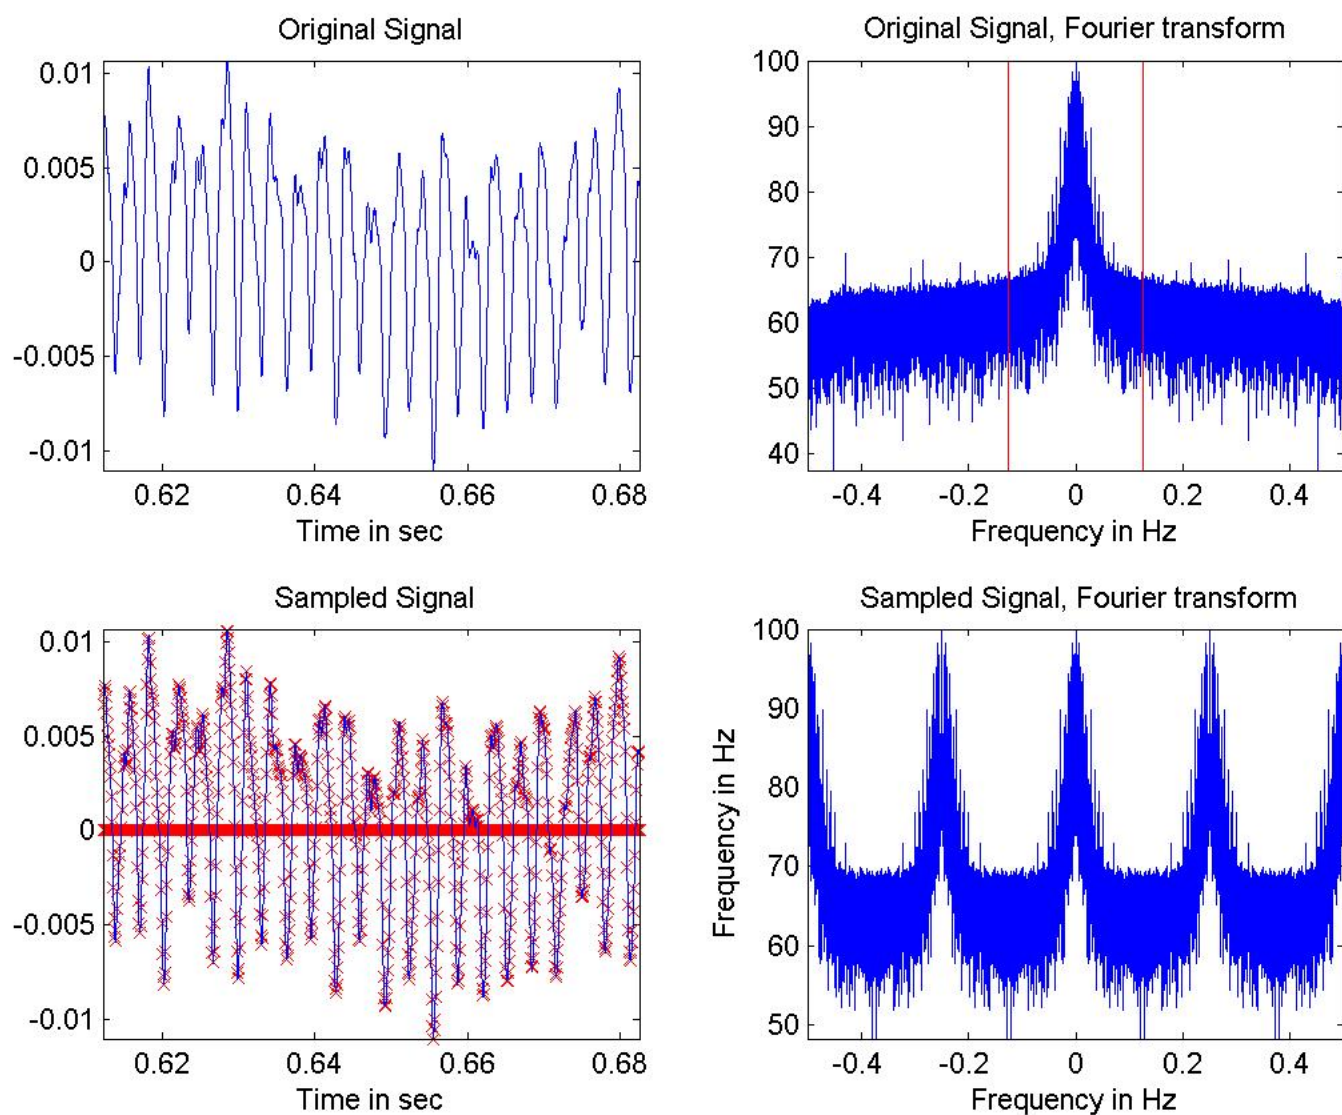 Original Signal
0.01
0.005
0
-0.005
-0.01
0.62 0.64 0.66 0.68
Time in sec
Original Signal, Fourier transform
100
90
80
70
60
50
40
-0.4 -0.2 0 0.2 0.4
Frequency in Hz
Sampled Signal
0.01
0.005
0
-0.005
-0.01
0.62 0.64 0.66 0.68
Time in sec
Sampled Signal, Fourier transform
Frequency in Hz
100
90
80
70
60
50
-0.4 -0.2 0 0.2 0.4
Frequency in Hz